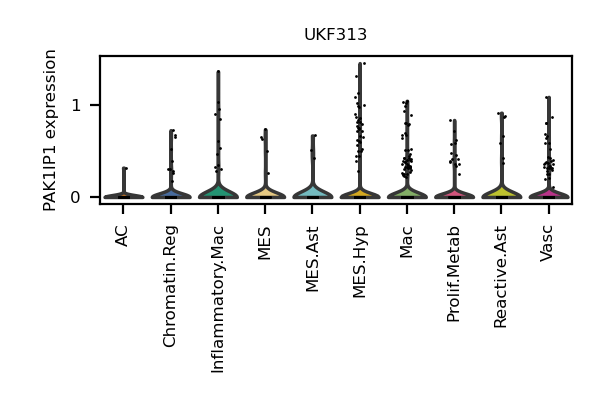 UKF313
PAK1IP1 expression
1
0
AC
Chromatin.Reg
Inflammatory.Mac
MES
MES.Ast
MES.Hyp
Mac
Prolif.Metab
Reactive.Ast
Vasc